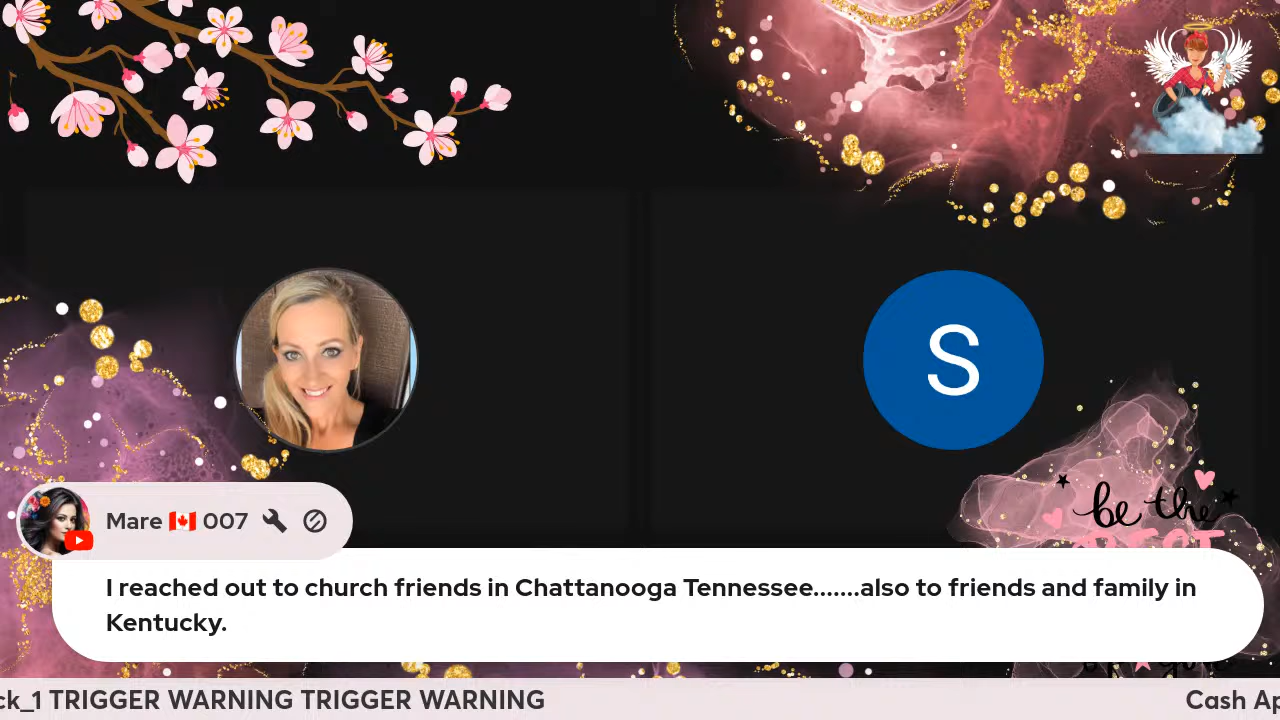 S
be the
Mare 🇨🇦 007
I reached out to church friends in Chattanooga Tennessee.......also to friends and family in
Kentucky.
ck_1 TRIGGER WARNING TRIGGER WARNING
Cash Ap